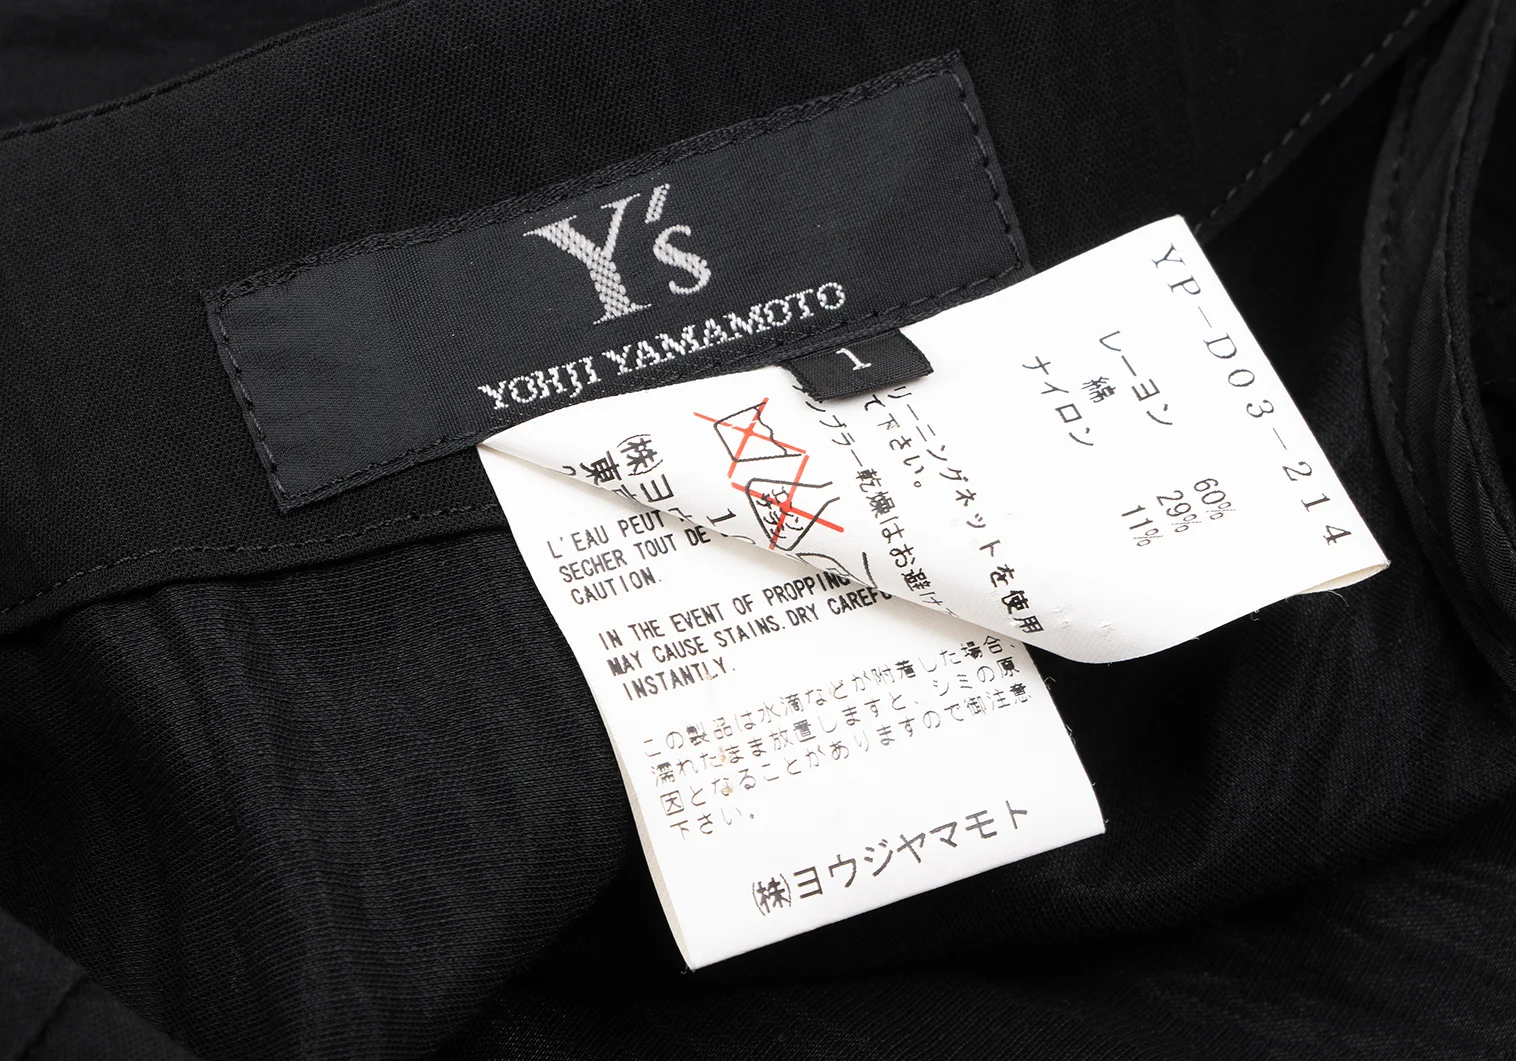 Y's
YOHJI YAMAMOTO
1
YP-D03-214
レーヨン 60%
綿 29%
ナイロン 11%
リーニングネットを使用
て下さい。
ンブラー乾燥はお避け下
(株)ヨ
東
L'EAU PEUT
SECHER TOUT DE
CAUTION.
IN THE EVENT OF PROPPING
MAY CAUSE STAINS.DRY CAREFU
INSTANTLY.
この製品は水滴などが附着した場合、
濡れたまま放置しますと、シミの原
因となることがありますので御注意
下さい。
(株)ヨウジヤマモト